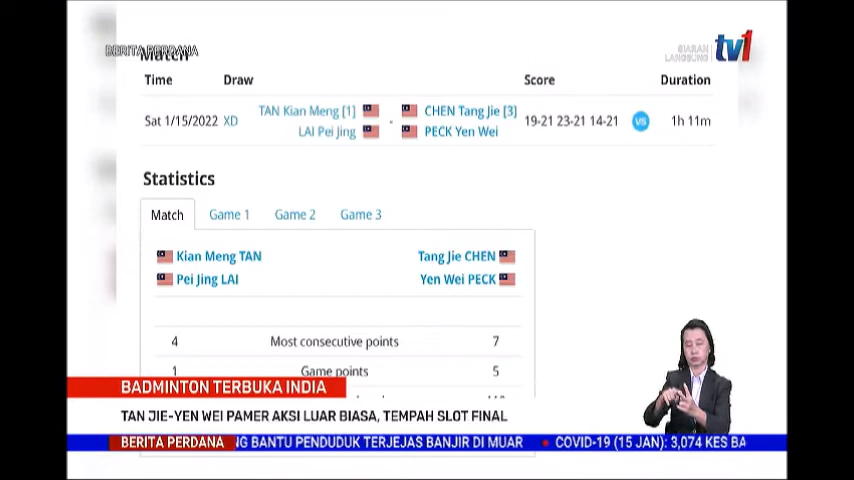 BERITA PERDANA
Match
SIARAN
LANGSUNG
tv1
Time Draw Score Duration
Sat 1/15/2022 XD TAN Kian Meng [1] - CHEN Tang Jie [3] 19-21 23-21 14-21 VS 1h 11m
LAI Pei Jing PECK Yen Wei
Statistics
Match Game 1 Game 2 Game 3
Kian Meng TAN Tang Jie CHEN
Pei Jing LAI Yen Wei PECK
4 Most consecutive points 7
1 Game points 5
BADMINTON TERBUKA INDIA
TAN JIE-YEN WEI PAMER AKSI LUAR BIASA, TEMPAH SLOT FINAL
BERITA PERDANA NG BANTU PENDUDUK TERJEJAS BANJIR DI MUAR • COVID-19 (15 JAN): 3,074 KES BA